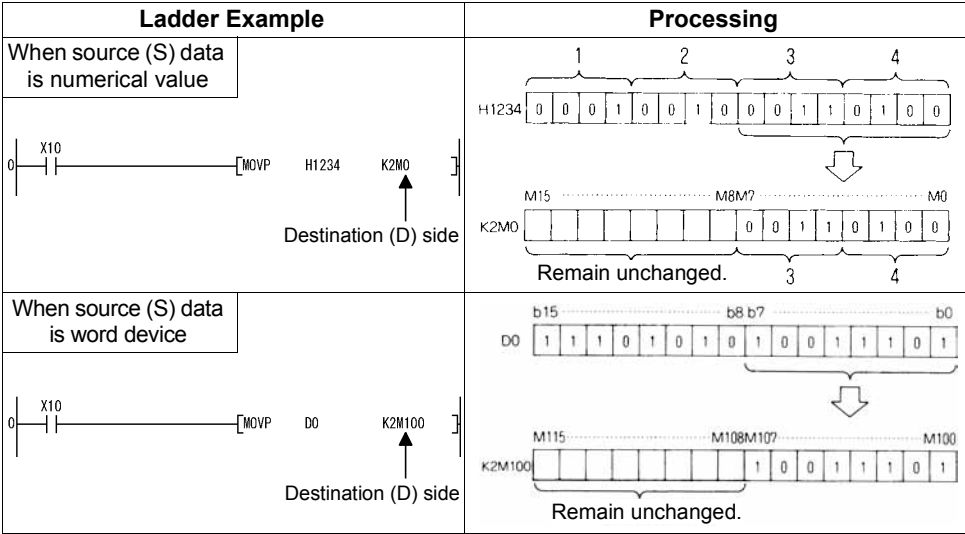 Ladder Example
Processing
When source (S) data
is numerical value
0 X10 MOVP H1234 K2M0
Destination (D) side
1 2 3 4
H1234 0 0 0 1 0 0 1 0 0 0 1 1 0 1 0 0
M15 M8M7 M0
K2M0 0 0 1 1 0 1 0 0
Remain unchanged. 3 4
When source (S) data
is word device
0 X10 MOVP D0 K2M100
Destination (D) side
b15 b8 b7 b0
D0 1 1 1 0 1 0 1 0 1 0 0 1 1 1 0 1
M115 M108M107 M100
K2M100 1 0 0 1 1 1 0 1
Remain unchanged.